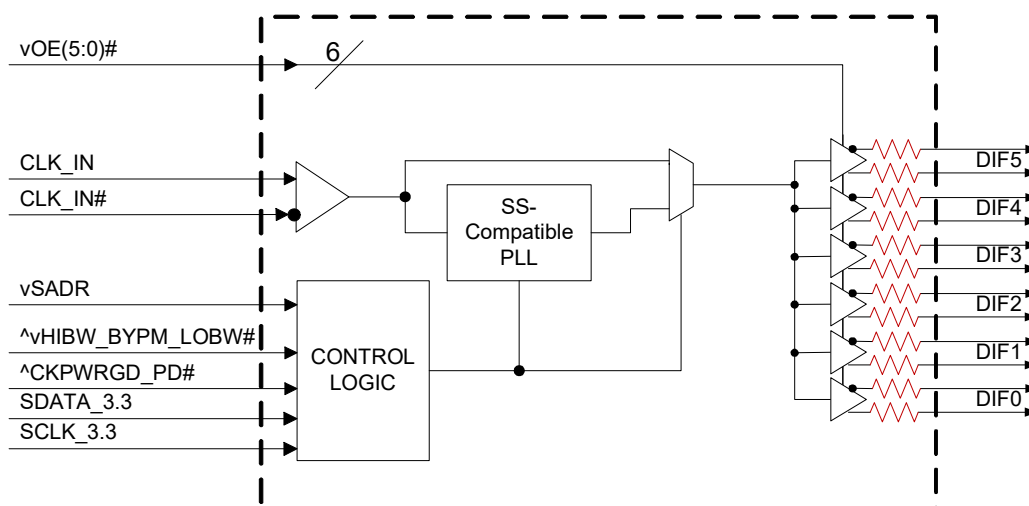 vOE(5:0)#
6
CLK_IN
CLK_IN#
SS-
Compatible
PLL
DIF5
DIF4
DIF3
DIF2
DIF1
DIF0
vSADR
^vHIBW_BYPM_LOBW#
^CKPWRGD_PD#
SDATA_3.3
SCLK_3.3
CONTROL
LOGIC